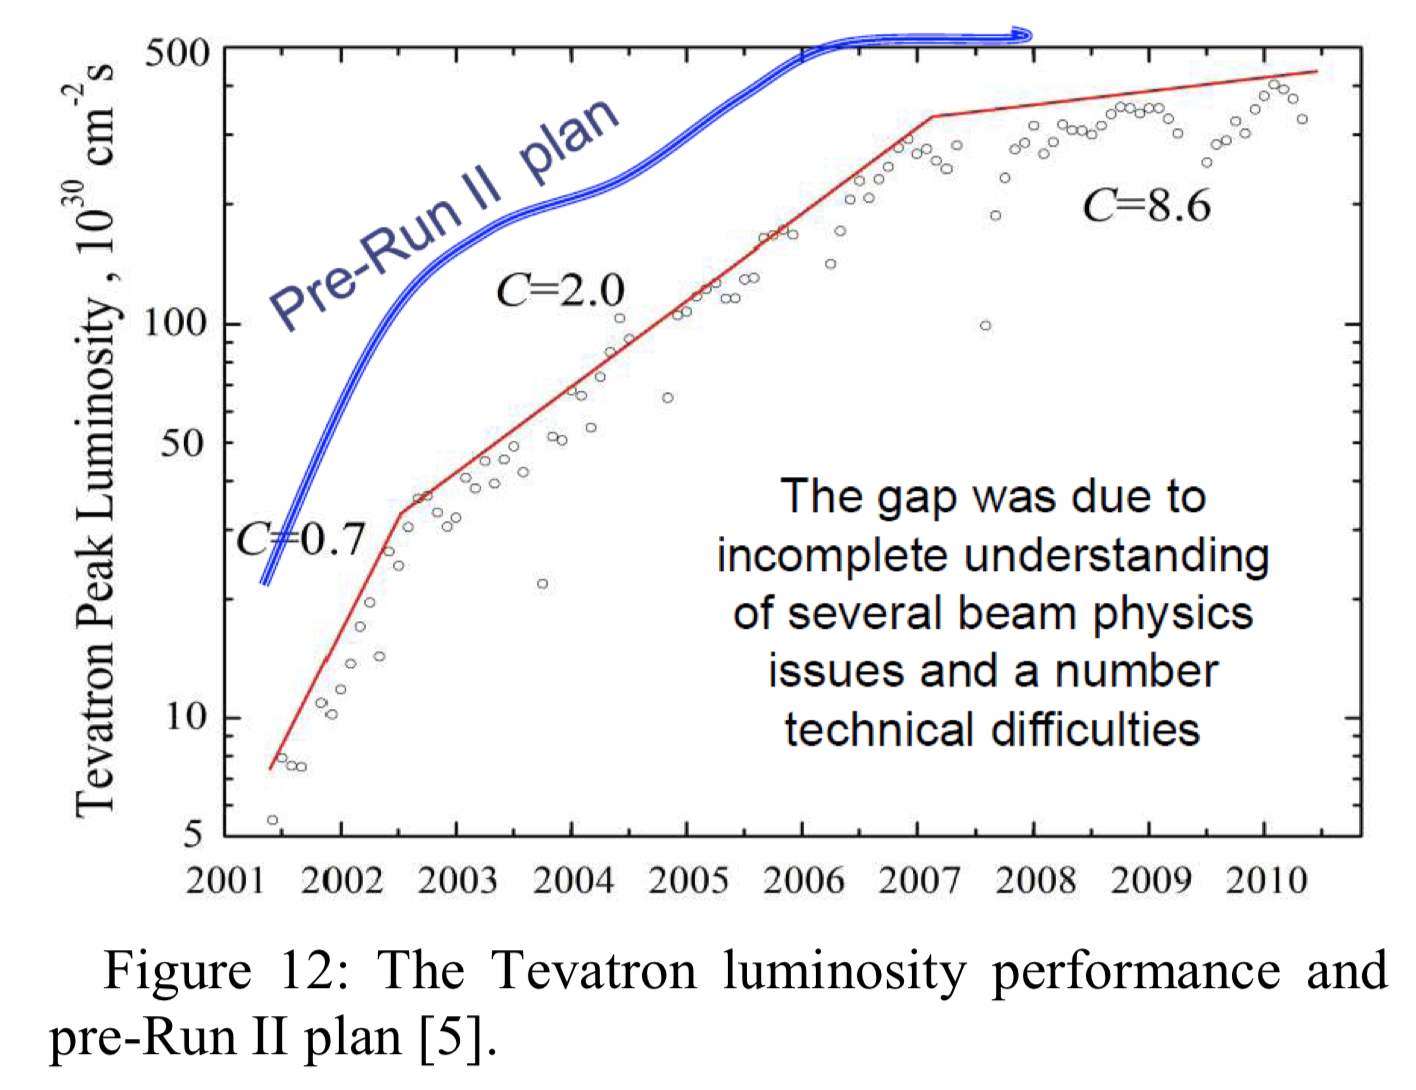 500
100
50
10
5
Tevatron Peak Luminosity , 10³⁰ cm⁻²s
Pre-Run II plan
C=0.7
C=2.0
C=8.6
The gap was due to
incomplete understanding
of several beam physics
issues and a number
technical difficulties
2001 2002 2003 2004 2005 2006 2007 2008 2009 2010
Figure 12: The Tevatron luminosity performance and
pre-Run II plan [5].